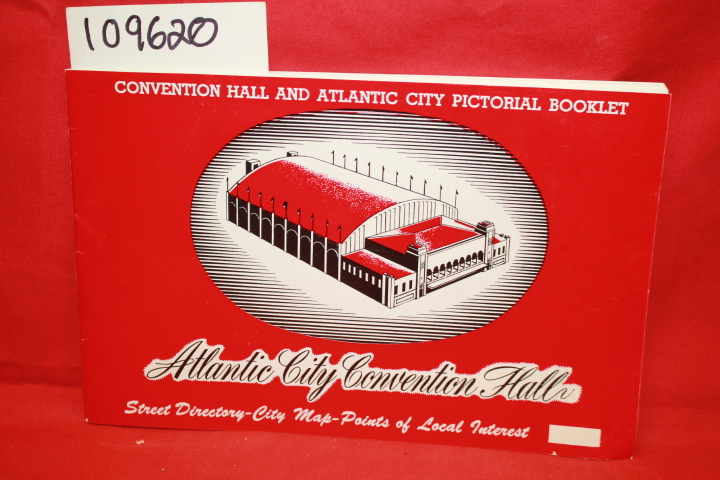 109620
CONVENTION HALL AND ATLANTIC CITY PICTORIAL BOOKLET
Atlantic City Convention Hall
Street Directory-City Map-Points of Local Interest